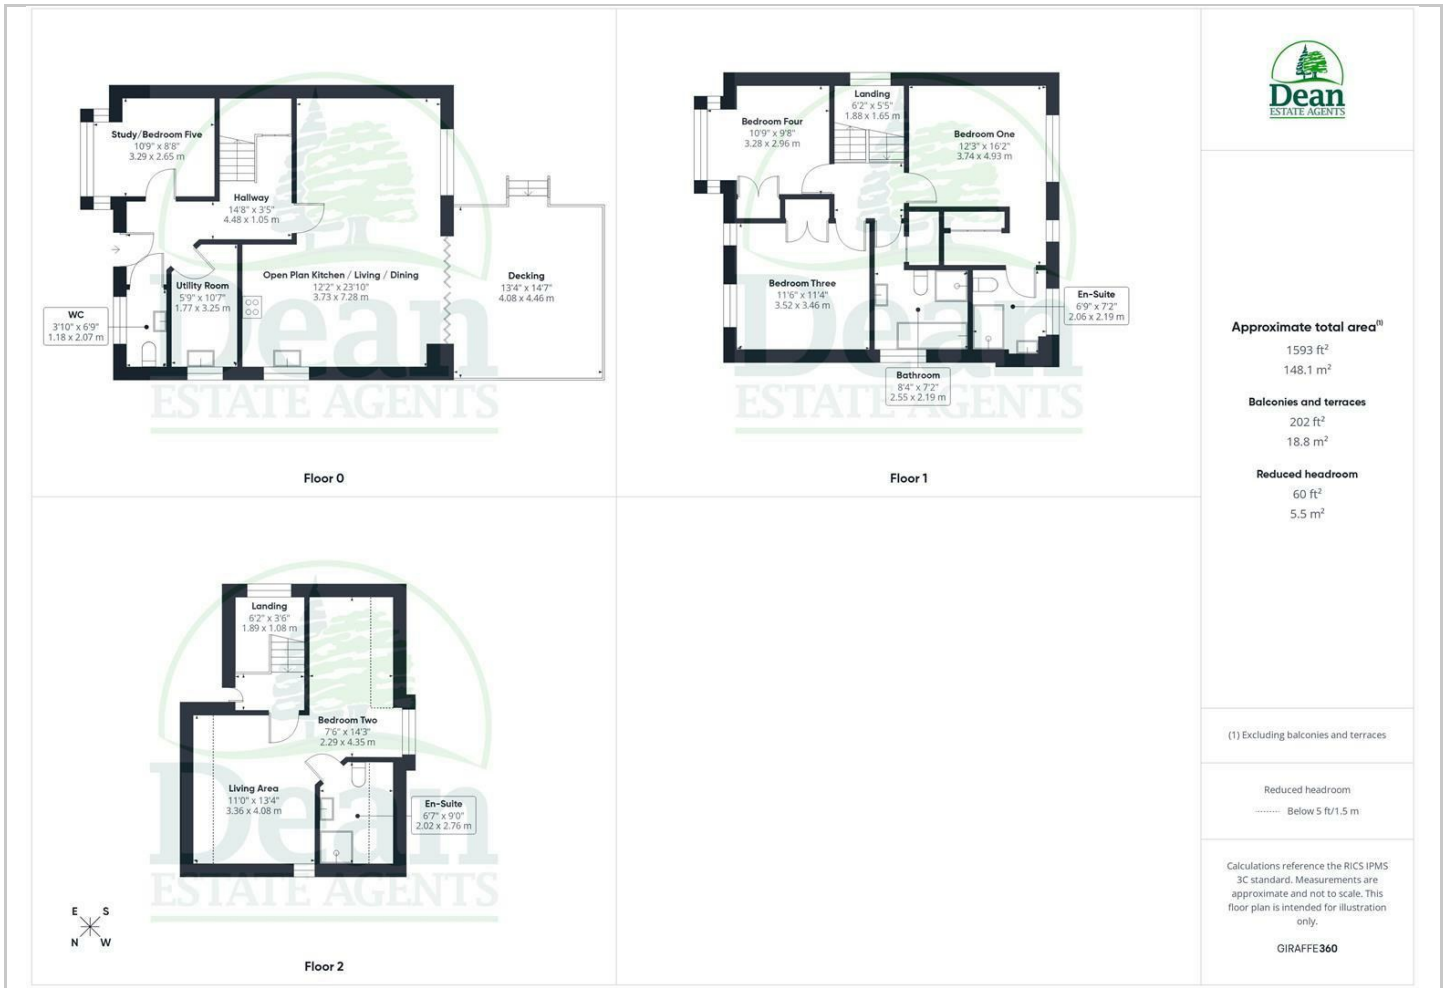 Study/Bedroom Five
10'9" x 8'8"
3.29 x 2.65 m
Hallway
14'8" x 3'5"
4.48 x 1.05 m
Open Plan Kitchen / Living / Dining
12'2" x 23'10"
3.73 x 7.28 m
Utility Room
5'9" x 10'7"
1.77 x 3.25 m
WC
3'10" x 6'9"
1.18 x 2.07 m
Decking
13'4" x 14'7"
4.08 x 4.46 m
Dean
ESTATE AGENTS
Floor 0
Landing
6'2" x 5'5"
1.88 x 1.65 m
Bedroom Four
10'9" x 9'8"
3.28 x 2.96 m
Bedroom One
12'3" x 16'2"
3.74 x 4.93 m
Bedroom Three
11'6" x 11'4"
3.52 x 3.46 m
En-Suite
6'9" x 7'2"
2.06 x 2.19 m
Bathroom
8'4" x 7'2"
2.55 x 2.19 m
Dean
ESTATE AGENTS
Floor 1
Landing
6'2" x 3'6"
1.89 x 1.08 m
Bedroom Two
7'6" x 14'3"
2.29 x 4.35 m
Living Area
11'0" x 13'4"
3.36 x 4.08 m
En-Suite
6'7" x 9'0"
2.02 x 2.76 m
Dean
ESTATE AGENTS
E S
N W
Floor 2
Dean
ESTATE AGENTS
Approximate total area(1)
1593 ft²
148.1 m²
Balconies and terraces
202 ft²
18.8 m²
Reduced headroom
60 ft²
5.5 m²
(1) Excluding balconies and terraces
Reduced headroom
Below 5 ft/1.5 m
Calculations reference the RICS IPMS
3C standard. Measurements are
approximate and not to scale. This
floor plan is intended for illustration
only.
GIRAFFE360